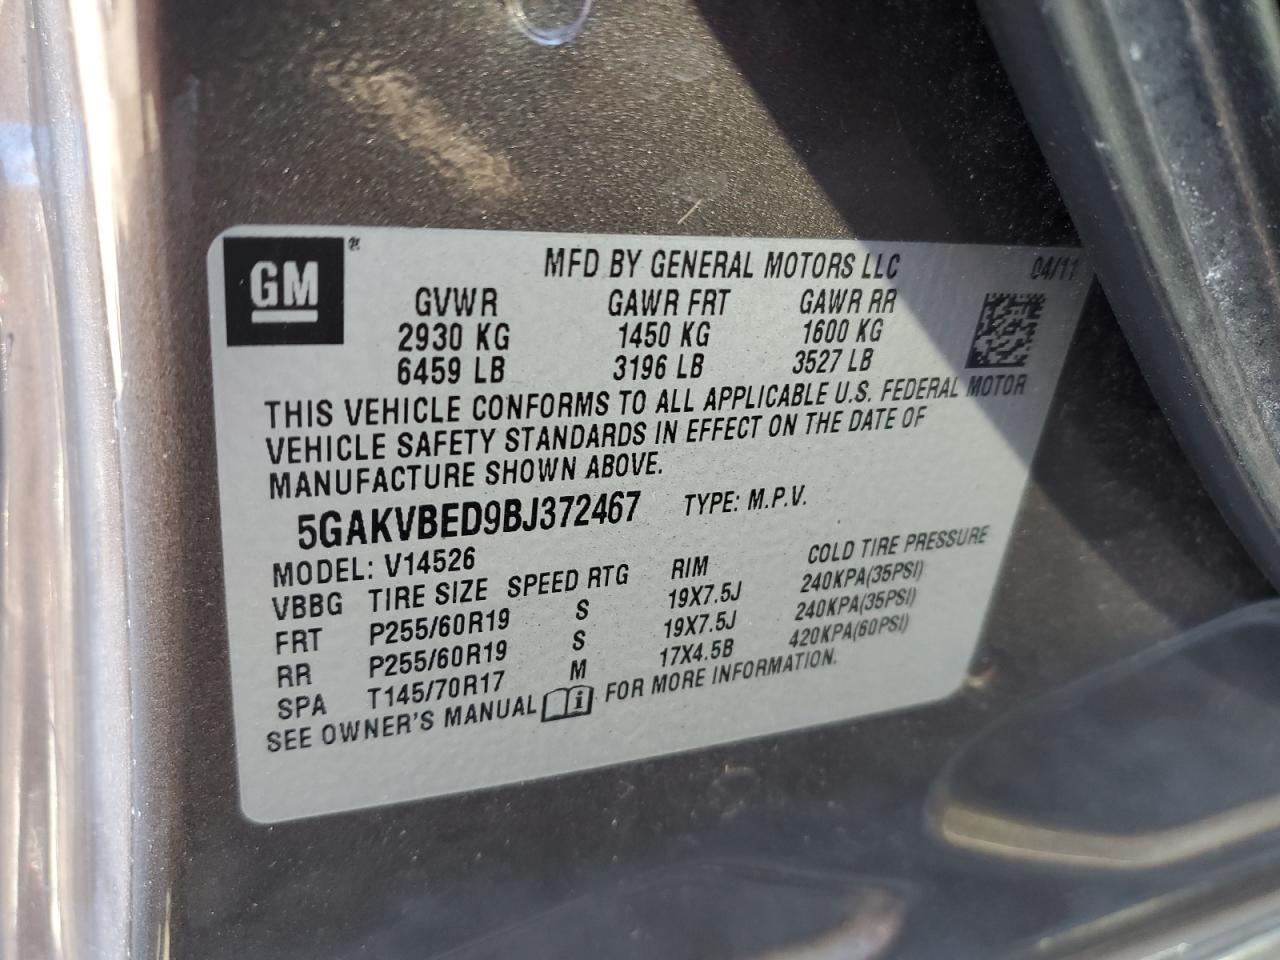 GM®
MFD BY GENERAL MOTORS LLC 04/11
GVWR GAWR FRT GAWR RR
2930 KG 1450 KG 1600 KG
6459 LB 3196 LB 3527 LB
THIS VEHICLE CONFORMS TO ALL APPLICABLE U.S. FEDERAL MOTOR
VEHICLE SAFETY STANDARDS IN EFFECT ON THE DATE OF
MANUFACTURE SHOWN ABOVE.
5GAKVBED9BJ372467 TYPE: M.P.V.
MODEL: V14526
VBBG TIRE SIZE SPEED RTG RIM COLD TIRE PRESSURE
FRT P255/60R19 S 19X7.5J 240KPA(35PSI)
RR P255/60R19 S 19X7.5J 240KPA(35PSI)
SPA T145/70R17 M 17X4.5B 420KPA(60PSI)
SEE OWNER'S MANUAL i FOR MORE INFORMATION.